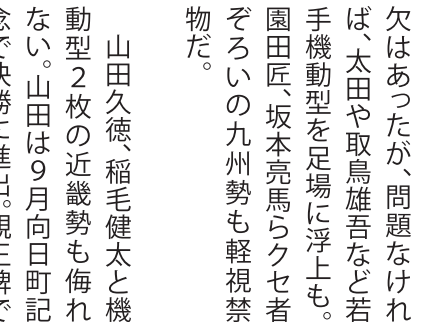 欠はあったが、問題なけれ
ば、太田や取鳥雄吾など若
手機動型を足場に浮上も。
園田匠、坂本亮馬らクセ者
ぞろいの九州勢も軽視禁
物だ。
山田久徳、稲毛健太と機
動型2枚の近畿勢も侮れ
ない。山田は9月向日町記
念で決勝に進出。親王牌で